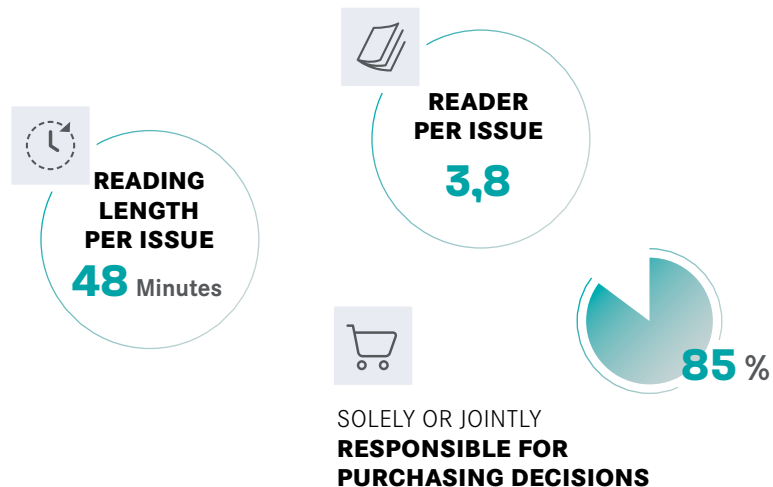 READING
LENGTH
PER ISSUE
48 Minutes
READER
PER ISSUE
3,8
85 %
SOLELY OR JOINTLY
RESPONSIBLE FOR
PURCHASING DECISIONS